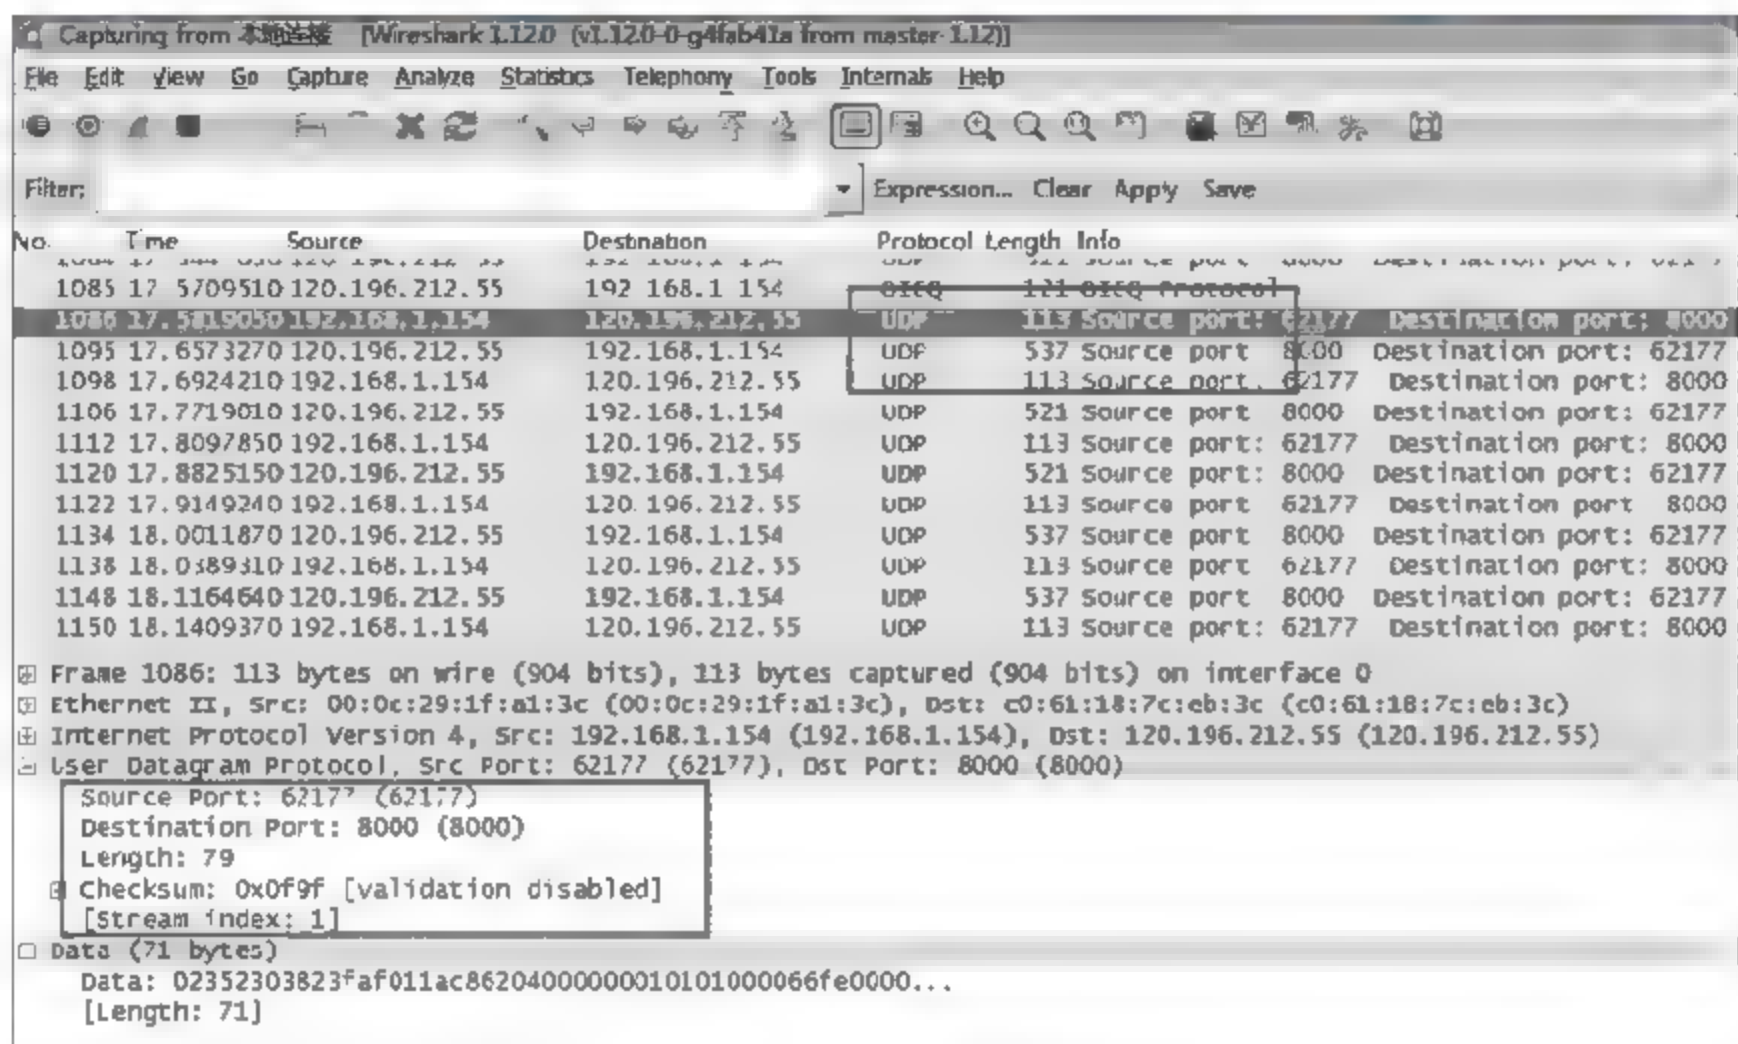 Capturing from 本地连接 [Wireshark 1.12.0 (v1.12.0-0-g4fab41a from master-1.12)]
File Edit View Go Capture Analyze Statistics Telephony Tools Internals Help
Filter: Expression... Clear Apply Save
No. Time Source Destination Protocol Length Info
1085 17.5709510 120.196.212.55 192.168.1.154 OICQ 121 OICQ Protocol
1086 17.5819050 192.168.1.154 120.196.212.55 UDP 113 Source port: 62177 Destination port: 8000
1095 17.6573270 120.196.212.55 192.168.1.154 UDP 537 Source port 8000 Destination port: 62177
1098 17.6924210 192.168.1.154 120.196.212.55 UDP 113 Source port. 62177 Destination port: 8000
1106 17.7719010 120.196.212.55 192.168.1.154 UDP 521 Source port 8000 Destination port: 62177
1112 17.8097850 192.168.1.154 120.196.212.55 UDP 113 Source port: 62177 Destination port: 8000
1120 17.8825150 120.196.212.55 192.168.1.154 UDP 521 Source port: 8000 Destination port: 62177
1122 17.9149240 192.168.1.154 120.196.212.55 UDP 113 Source port 62177 Destination port 8000
1134 18.0011870 120.196.212.55 192.168.1.154 UDP 537 Source port 8000 Destination port: 62177
1138 18.0389310 192.168.1.154 120.196.212.55 UDP 113 Source port 62177 Destination port: 8000
1148 18.1164640 120.196.212.55 192.168.1.154 UDP 537 Source port 8000 Destination port: 62177
1150 18.1409370 192.168.1.154 120.196.212.55 UDP 113 Source port: 62177 Destination port: 8000
Frame 1086: 113 bytes on wire (904 bits), 113 bytes captured (904 bits) on interface 0
Ethernet II, Src: 00:0c:29:1f:a1:3c (00:0c:29:1f:a1:3c), Dst: c0:61:18:7c:eb:3c (c0:61:18:7c:eb:3c)
Internet Protocol Version 4, Src: 192.168.1.154 (192.168.1.154), Dst: 120.196.212.55 (120.196.212.55)
User Datagram Protocol, Src Port: 62177 (62177), Dst Port: 8000 (8000)
Source Port: 62177 (62177)
Destination Port: 8000 (8000)
Length: 79
Checksum: 0x0f9f [validation disabled]
[Stream index: 1]
Data (71 bytes)
Data: 02352303823faf011ac8620400000010101000066fe0000...
[Length: 71]